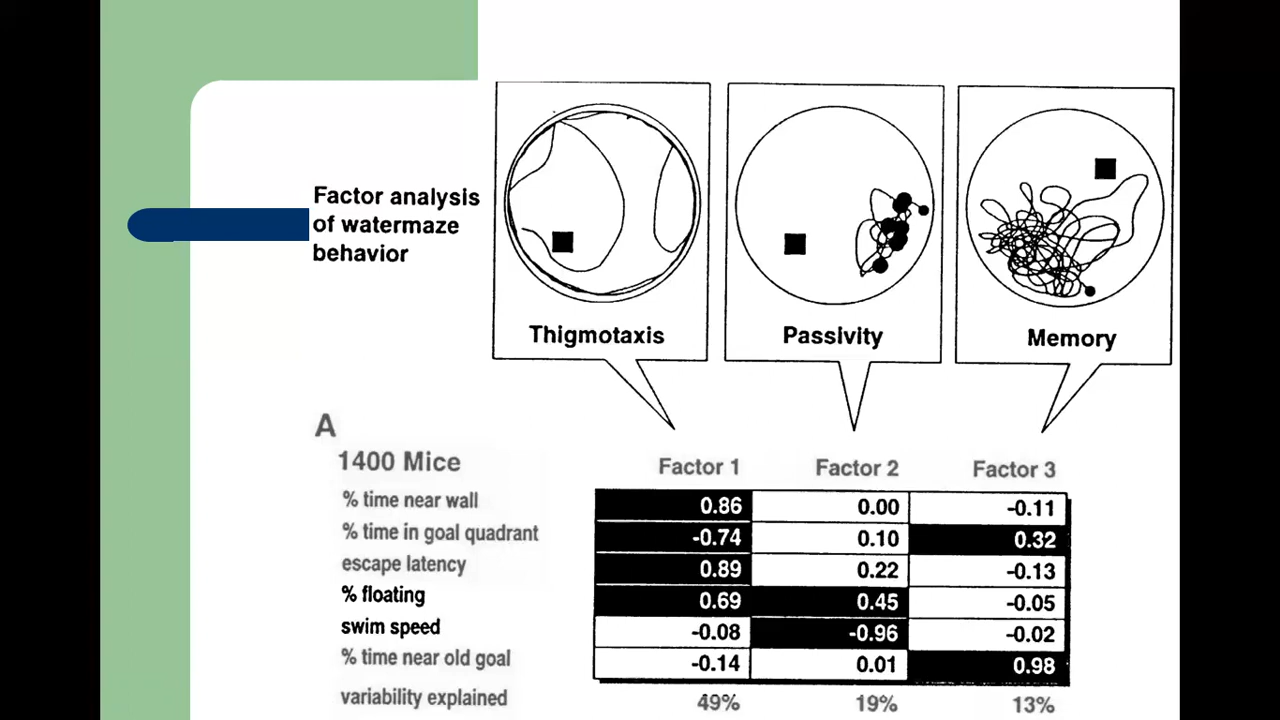 Factor analysis
of watermaze
behavior
Thigmotaxis
Passivity
Memory
A
1400 Mice Factor 1 Factor 2 Factor 3
% time near wall 0.86 0.00 -0.11
% time in goal quadrant -0.74 0.10 0.32
escape latency 0.89 0.22 -0.13
% floating 0.69 0.45 -0.05
swim speed -0.08 -0.96 -0.02
% time near old goal -0.14 0.01 0.98
variability explained 49% 19% 13%